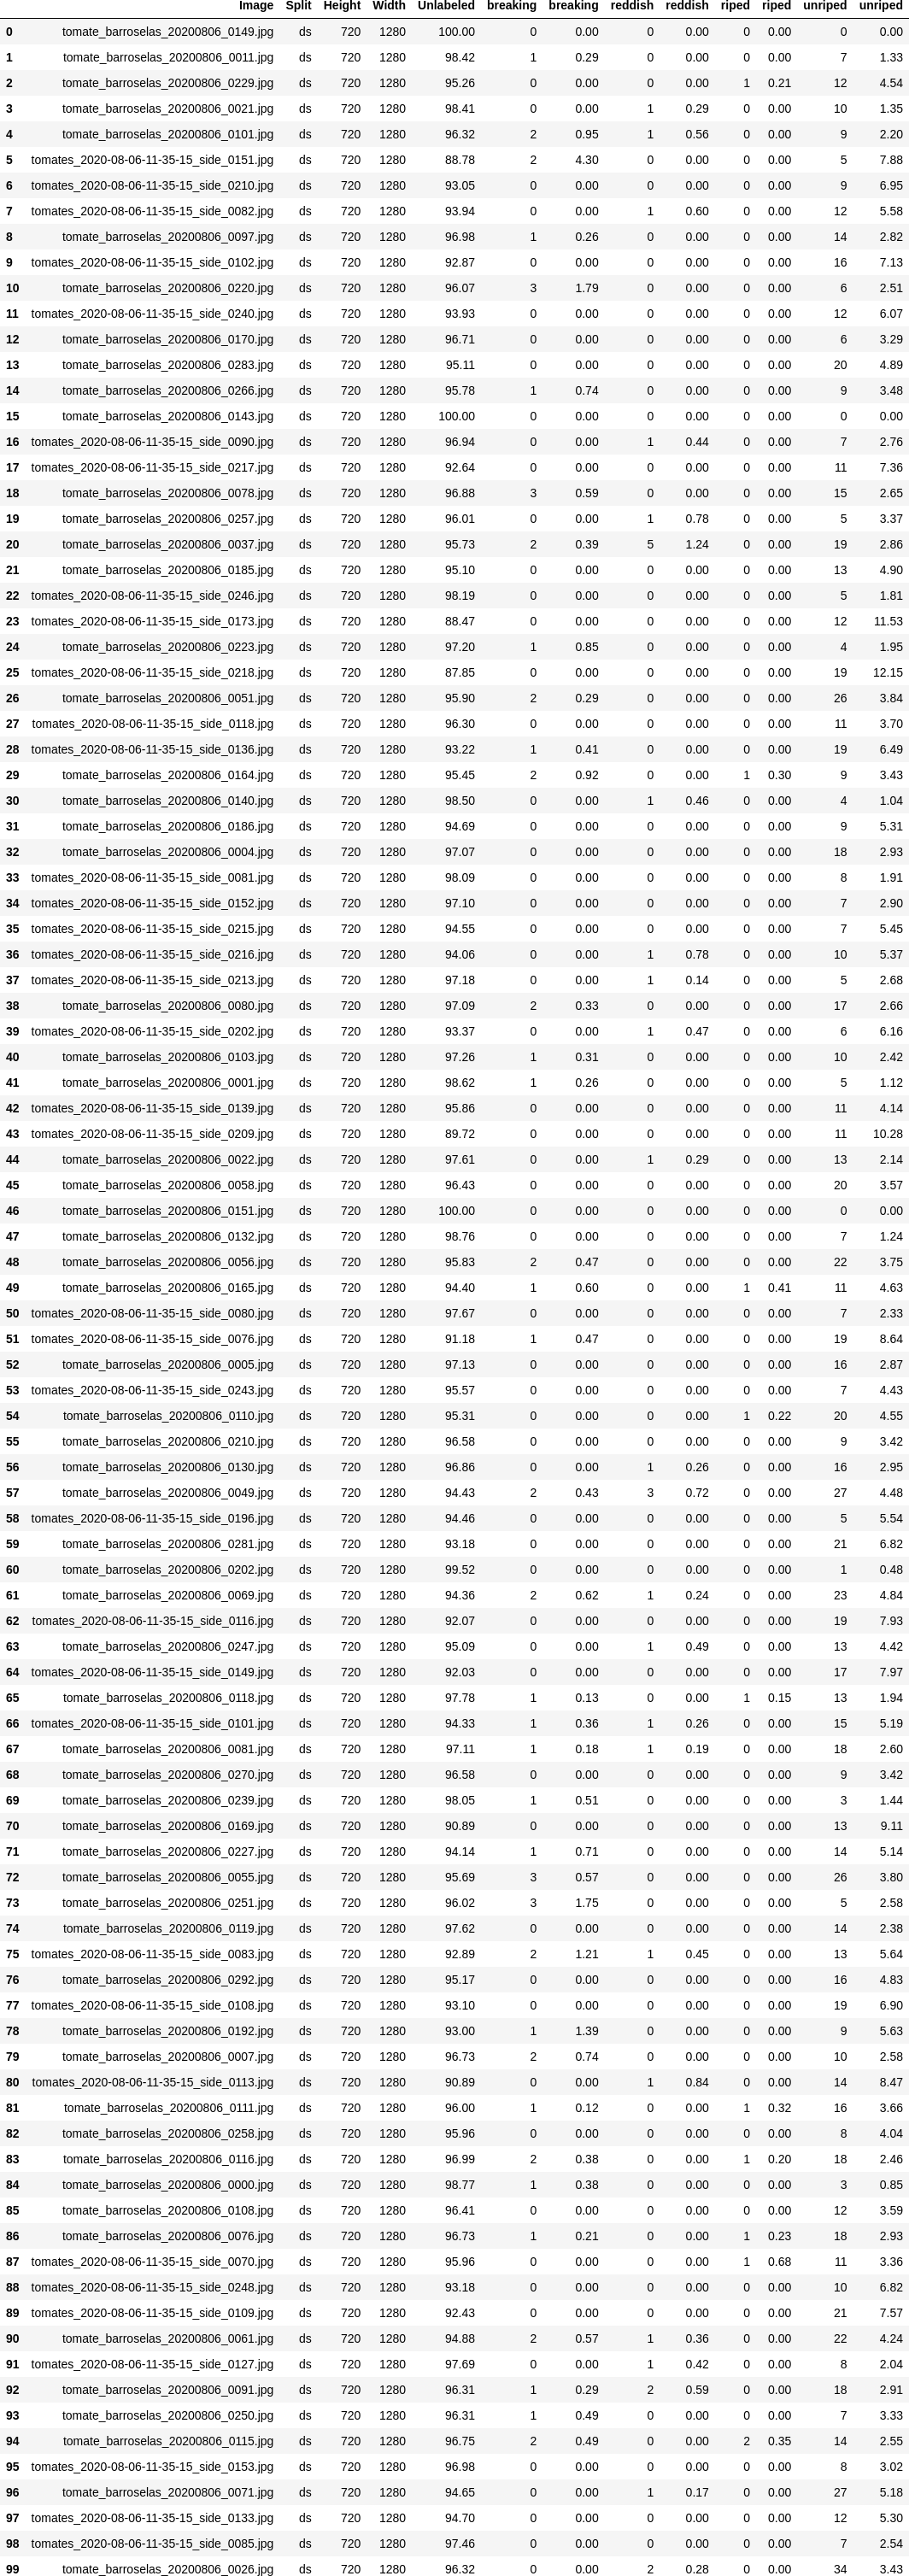 Image Split Height Width Unlabeled breaking breaking reddish reddish riped riped unriped unriped
0 tomate_barroselas_20200806_0149.jpg ds 720 1280 100.00 0 0.00 0 0.00 0 0.00 0 0.00
1 tomate_barroselas_20200806_0011.jpg ds 720 1280 98.42 1 0.29 0 0.00 0 0.00 7 1.33
2 tomate_barroselas_20200806_0229.jpg ds 720 1280 95.26 0 0.00 0 0.00 1 0.21 12 4.54
3 tomate_barroselas_20200806_0021.jpg ds 720 1280 98.41 0 0.00 1 0.29 0 0.00 10 1.35
4 tomate_barroselas_20200806_0101.jpg ds 720 1280 96.32 2 0.95 1 0.56 0 0.00 9 2.20
5 tomates_2020-08-06-11-35-15_side_0151.jpg ds 720 1280 88.78 2 4.30 0 0.00 0 0.00 5 7.88
6 tomates_2020-08-06-11-35-15_side_0210.jpg ds 720 1280 93.05 0 0.00 0 0.00 0 0.00 9 6.95
7 tomates_2020-08-06-11-35-15_side_0082.jpg ds 720 1280 93.94 0 0.00 1 0.60 0 0.00 12 5.58
8 tomate_barroselas_20200806_0097.jpg ds 720 1280 96.98 1 0.26 0 0.00 0 0.00 14 2.82
9 tomates_2020-08-06-11-35-15_side_0102.jpg ds 720 1280 92.87 0 0.00 0 0.00 0 0.00 16 7.13
10 tomate_barroselas_20200806_0220.jpg ds 720 1280 96.07 3 1.79 0 0.00 0 0.00 6 2.51
11 tomates_2020-08-06-11-35-15_side_0240.jpg ds 720 1280 93.93 0 0.00 0 0.00 0 0.00 12 6.07
12 tomate_barroselas_20200806_0170.jpg ds 720 1280 96.71 0 0.00 0 0.00 0 0.00 6 3.29
13 tomate_barroselas_20200806_0283.jpg ds 720 1280 95.11 0 0.00 0 0.00 0 0.00 20 4.89
14 tomate_barroselas_20200806_0266.jpg ds 720 1280 95.78 1 0.74 0 0.00 0 0.00 9 3.48
15 tomate_barroselas_20200806_0143.jpg ds 720 1280 100.00 0 0.00 0 0.00 0 0.00 0 0.00
16 tomates_2020-08-06-11-35-15_side_0090.jpg ds 720 1280 96.94 0 0.00 1 0.44 0 0.00 7 2.76
17 tomates_2020-08-06-11-35-15_side_0217.jpg ds 720 1280 92.64 0 0.00 0 0.00 0 0.00 11 7.36
18 tomate_barroselas_20200806_0078.jpg ds 720 1280 96.88 3 0.59 0 0.00 0 0.00 15 2.65
19 tomate_barroselas_20200806_0257.jpg ds 720 1280 96.01 0 0.00 1 0.78 0 0.00 5 3.37
20 tomate_barroselas_20200806_0037.jpg ds 720 1280 95.73 2 0.39 5 1.24 0 0.00 19 2.86
21 tomate_barroselas_20200806_0185.jpg ds 720 1280 95.10 0 0.00 0 0.00 0 0.00 13 4.90
22 tomates_2020-08-06-11-35-15_side_0246.jpg ds 720 1280 98.19 0 0.00 0 0.00 0 0.00 5 1.81
23 tomates_2020-08-06-11-35-15_side_0173.jpg ds 720 1280 88.47 0 0.00 0 0.00 0 0.00 12 11.53
24 tomate_barroselas_20200806_0223.jpg ds 720 1280 97.20 1 0.85 0 0.00 0 0.00 4 1.95
25 tomates_2020-08-06-11-35-15_side_0218.jpg ds 720 1280 87.85 0 0.00 0 0.00 0 0.00 19 12.15
26 tomate_barroselas_20200806_0051.jpg ds 720 1280 95.90 2 0.29 0 0.00 0 0.00 26 3.84
27 tomates_2020-08-06-11-35-15_side_0118.jpg ds 720 1280 96.30 0 0.00 0 0.00 0 0.00 11 3.70
28 tomates_2020-08-06-11-35-15_side_0136.jpg ds 720 1280 93.22 1 0.41 0 0.00 0 0.00 19 6.49
29 tomate_barroselas_20200806_0164.jpg ds 720 1280 95.45 2 0.92 0 0.00 1 0.30 9 3.43
30 tomate_barroselas_20200806_0140.jpg ds 720 1280 98.50 0 0.00 1 0.46 0 0.00 4 1.04
31 tomate_barroselas_20200806_0186.jpg ds 720 1280 94.69 0 0.00 0 0.00 0 0.00 9 5.31
32 tomate_barroselas_20200806_0004.jpg ds 720 1280 97.07 0 0.00 0 0.00 0 0.00 18 2.93
33 tomates_2020-08-06-11-35-15_side_0081.jpg ds 720 1280 98.09 0 0.00 0 0.00 0 0.00 8 1.91
34 tomates_2020-08-06-11-35-15_side_0152.jpg ds 720 1280 97.10 0 0.00 0 0.00 0 0.00 7 2.90
35 tomates_2020-08-06-11-35-15_side_0215.jpg ds 720 1280 94.55 0 0.00 0 0.00 0 0.00 7 5.45
36 tomates_2020-08-06-11-35-15_side_0216.jpg ds 720 1280 94.06 0 0.00 1 0.78 0 0.00 10 5.37
37 tomates_2020-08-06-11-35-15_side_0213.jpg ds 720 1280 97.18 0 0.00 1 0.14 0 0.00 5 2.68
38 tomate_barroselas_20200806_0080.jpg ds 720 1280 97.09 2 0.33 0 0.00 0 0.00 17 2.66
39 tomates_2020-08-06-11-35-15_side_0202.jpg ds 720 1280 93.37 0 0.00 1 0.47 0 0.00 6 6.16
40 tomate_barroselas_20200806_0103.jpg ds 720 1280 97.26 1 0.31 0 0.00 0 0.00 10 2.42
41 tomate_barroselas_20200806_0001.jpg ds 720 1280 98.62 1 0.26 0 0.00 0 0.00 5 1.12
42 tomates_2020-08-06-11-35-15_side_0139.jpg ds 720 1280 95.86 0 0.00 0 0.00 0 0.00 11 4.14
43 tomates_2020-08-06-11-35-15_side_0209.jpg ds 720 1280 89.72 0 0.00 0 0.00 0 0.00 11 10.28
44 tomate_barroselas_20200806_0022.jpg ds 720 1280 97.61 0 0.00 1 0.29 0 0.00 13 2.14
45 tomate_barroselas_20200806_0058.jpg ds 720 1280 96.43 0 0.00 0 0.00 0 0.00 20 3.57
46 tomate_barroselas_20200806_0151.jpg ds 720 1280 100.00 0 0.00 0 0.00 0 0.00 0 0.00
47 tomate_barroselas_20200806_0132.jpg ds 720 1280 98.76 0 0.00 0 0.00 0 0.00 7 1.24
48 tomate_barroselas_20200806_0056.jpg ds 720 1280 95.83 2 0.47 0 0.00 0 0.00 22 3.75
49 tomate_barroselas_20200806_0165.jpg ds 720 1280 94.40 1 0.60 0 0.00 1 0.41 11 4.63
50 tomates_2020-08-06-11-35-15_side_0080.jpg ds 720 1280 97.67 0 0.00 0 0.00 0 0.00 7 2.33
51 tomates_2020-08-06-11-35-15_side_0076.jpg ds 720 1280 91.18 1 0.47 0 0.00 0 0.00 19 8.64
52 tomate_barroselas_20200806_0005.jpg ds 720 1280 97.13 0 0.00 0 0.00 0 0.00 16 2.87
53 tomates_2020-08-06-11-35-15_side_0243.jpg ds 720 1280 95.57 0 0.00 0 0.00 0 0.00 7 4.43
54 tomate_barroselas_20200806_0110.jpg ds 720 1280 95.31 0 0.00 0 0.00 1 0.22 20 4.55
55 tomate_barroselas_20200806_0210.jpg ds 720 1280 96.58 0 0.00 0 0.00 0 0.00 9 3.42
56 tomate_barroselas_20200806_0130.jpg ds 720 1280 96.86 0 0.00 1 0.26 0 0.00 16 2.95
57 tomate_barroselas_20200806_0049.jpg ds 720 1280 94.43 2 0.43 3 0.72 0 0.00 27 4.48
58 tomates_2020-08-06-11-35-15_side_0196.jpg ds 720 1280 94.46 0 0.00 0 0.00 0 0.00 5 5.54
59 tomate_barroselas_20200806_0281.jpg ds 720 1280 93.18 0 0.00 0 0.00 0 0.00 21 6.82
60 tomate_barroselas_20200806_0202.jpg ds 720 1280 99.52 0 0.00 0 0.00 0 0.00 1 0.48
61 tomate_barroselas_20200806_0069.jpg ds 720 1280 94.36 2 0.62 1 0.24 0 0.00 23 4.84
62 tomates_2020-08-06-11-35-15_side_0116.jpg ds 720 1280 92.07 0 0.00 0 0.00 0 0.00 19 7.93
63 tomate_barroselas_20200806_0247.jpg ds 720 1280 95.09 0 0.00 1 0.49 0 0.00 13 4.42
64 tomates_2020-08-06-11-35-15_side_0149.jpg ds 720 1280 92.03 0 0.00 0 0.00 0 0.00 17 7.97
65 tomate_barroselas_20200806_0118.jpg ds 720 1280 97.78 1 0.13 0 0.00 1 0.15 13 1.94
66 tomates_2020-08-06-11-35-15_side_0101.jpg ds 720 1280 94.33 1 0.36 1 0.26 0 0.00 15 5.19
67 tomate_barroselas_20200806_0081.jpg ds 720 1280 97.11 1 0.18 1 0.19 0 0.00 18 2.60
68 tomate_barroselas_20200806_0270.jpg ds 720 1280 96.58 0 0.00 0 0.00 0 0.00 9 3.42
69 tomate_barroselas_20200806_0239.jpg ds 720 1280 98.05 1 0.51 0 0.00 0 0.00 3 1.44
70 tomate_barroselas_20200806_0169.jpg ds 720 1280 90.89 0 0.00 0 0.00 0 0.00 13 9.11
71 tomate_barroselas_20200806_0227.jpg ds 720 1280 94.14 1 0.71 0 0.00 0 0.00 14 5.14
72 tomate_barroselas_20200806_0055.jpg ds 720 1280 95.69 3 0.57 0 0.00 0 0.00 26 3.80
73 tomate_barroselas_20200806_0251.jpg ds 720 1280 96.02 3 1.75 0 0.00 0 0.00 5 2.58
74 tomate_barroselas_20200806_0119.jpg ds 720 1280 97.62 0 0.00 0 0.00 0 0.00 14 2.38
75 tomates_2020-08-06-11-35-15_side_0083.jpg ds 720 1280 92.89 2 1.21 1 0.45 0 0.00 13 5.64
76 tomate_barroselas_20200806_0292.jpg ds 720 1280 95.17 0 0.00 0 0.00 0 0.00 16 4.83
77 tomates_2020-08-06-11-35-15_side_0108.jpg ds 720 1280 93.10 0 0.00 0 0.00 0 0.00 19 6.90
78 tomate_barroselas_20200806_0192.jpg ds 720 1280 93.00 1 1.39 0 0.00 0 0.00 9 5.63
79 tomate_barroselas_20200806_0007.jpg ds 720 1280 96.73 2 0.74 0 0.00 0 0.00 10 2.58
80 tomates_2020-08-06-11-35-15_side_0113.jpg ds 720 1280 90.89 0 0.00 1 0.84 0 0.00 14 8.47
81 tomate_barroselas_20200806_0111.jpg ds 720 1280 96.00 1 0.12 0 0.00 1 0.32 16 3.66
82 tomate_barroselas_20200806_0258.jpg ds 720 1280 95.96 0 0.00 0 0.00 0 0.00 8 4.04
83 tomate_barroselas_20200806_0116.jpg ds 720 1280 96.99 2 0.38 0 0.00 1 0.20 18 2.46
84 tomate_barroselas_20200806_0000.jpg ds 720 1280 98.77 1 0.38 0 0.00 0 0.00 3 0.85
85 tomate_barroselas_20200806_0108.jpg ds 720 1280 96.41 0 0.00 0 0.00 0 0.00 12 3.59
86 tomate_barroselas_20200806_0076.jpg ds 720 1280 96.73 1 0.21 0 0.00 1 0.23 18 2.93
87 tomates_2020-08-06-11-35-15_side_0070.jpg ds 720 1280 95.96 0 0.00 0 0.00 1 0.68 11 3.36
88 tomates_2020-08-06-11-35-15_side_0248.jpg ds 720 1280 93.18 0 0.00 0 0.00 0 0.00 10 6.82
89 tomates_2020-08-06-11-35-15_side_0109.jpg ds 720 1280 92.43 0 0.00 0 0.00 0 0.00 21 7.57
90 tomate_barroselas_20200806_0061.jpg ds 720 1280 94.88 2 0.57 1 0.36 0 0.00 22 4.24
91 tomates_2020-08-06-11-35-15_side_0127.jpg ds 720 1280 97.69 0 0.00 1 0.42 0 0.00 8 2.04
92 tomate_barroselas_20200806_0091.jpg ds 720 1280 96.31 1 0.29 2 0.59 0 0.00 18 2.91
93 tomate_barroselas_20200806_0250.jpg ds 720 1280 96.31 1 0.49 0 0.00 0 0.00 7 3.33
94 tomate_barroselas_20200806_0115.jpg ds 720 1280 96.75 2 0.49 0 0.00 2 0.35 14 2.55
95 tomates_2020-08-06-11-35-15_side_0153.jpg ds 720 1280 96.98 0 0.00 0 0.00 0 0.00 8 3.02
96 tomate_barroselas_20200806_0071.jpg ds 720 1280 94.65 0 0.00 1 0.17 0 0.00 27 5.18
97 tomates_2020-08-06-11-35-15_side_0133.jpg ds 720 1280 94.70 0 0.00 0 0.00 0 0.00 12 5.30
98 tomates_2020-08-06-11-35-15_side_0085.jpg ds 720 1280 97.46 0 0.00 0 0.00 0 0.00 7 2.54
99 tomate_barroselas_20200806_0026.jpg ds 720 1280 96.32 0 0.00 2 0.28 0 0.00 34 3.43